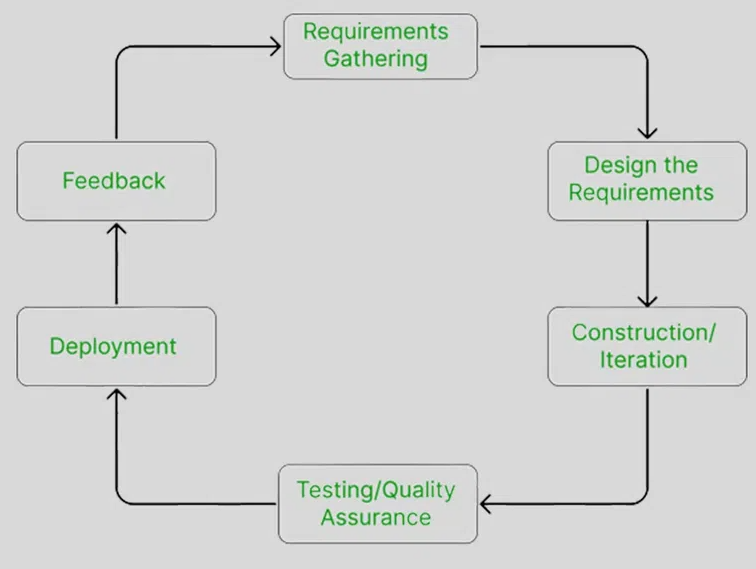 Requirements
Gathering
Design the
Requirements
Construction/
Iteration
Testing/Quality
Assurance
Deployment
Feedback